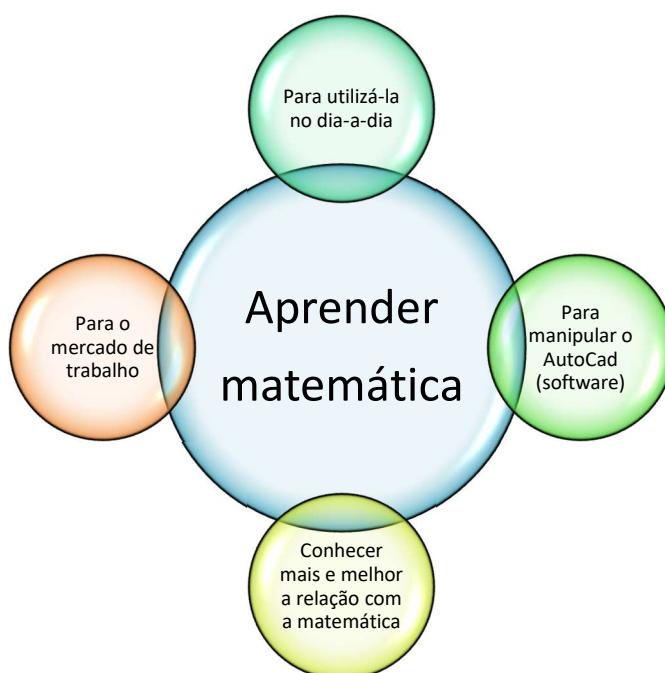 Para utilizá-la
no dia-a-dia
Aprender
matemática
Para o
mercado de
trabalho
Para
manipular o
AutoCad
(software)
Conhecer
mais e melhor
a relação com
a matemática